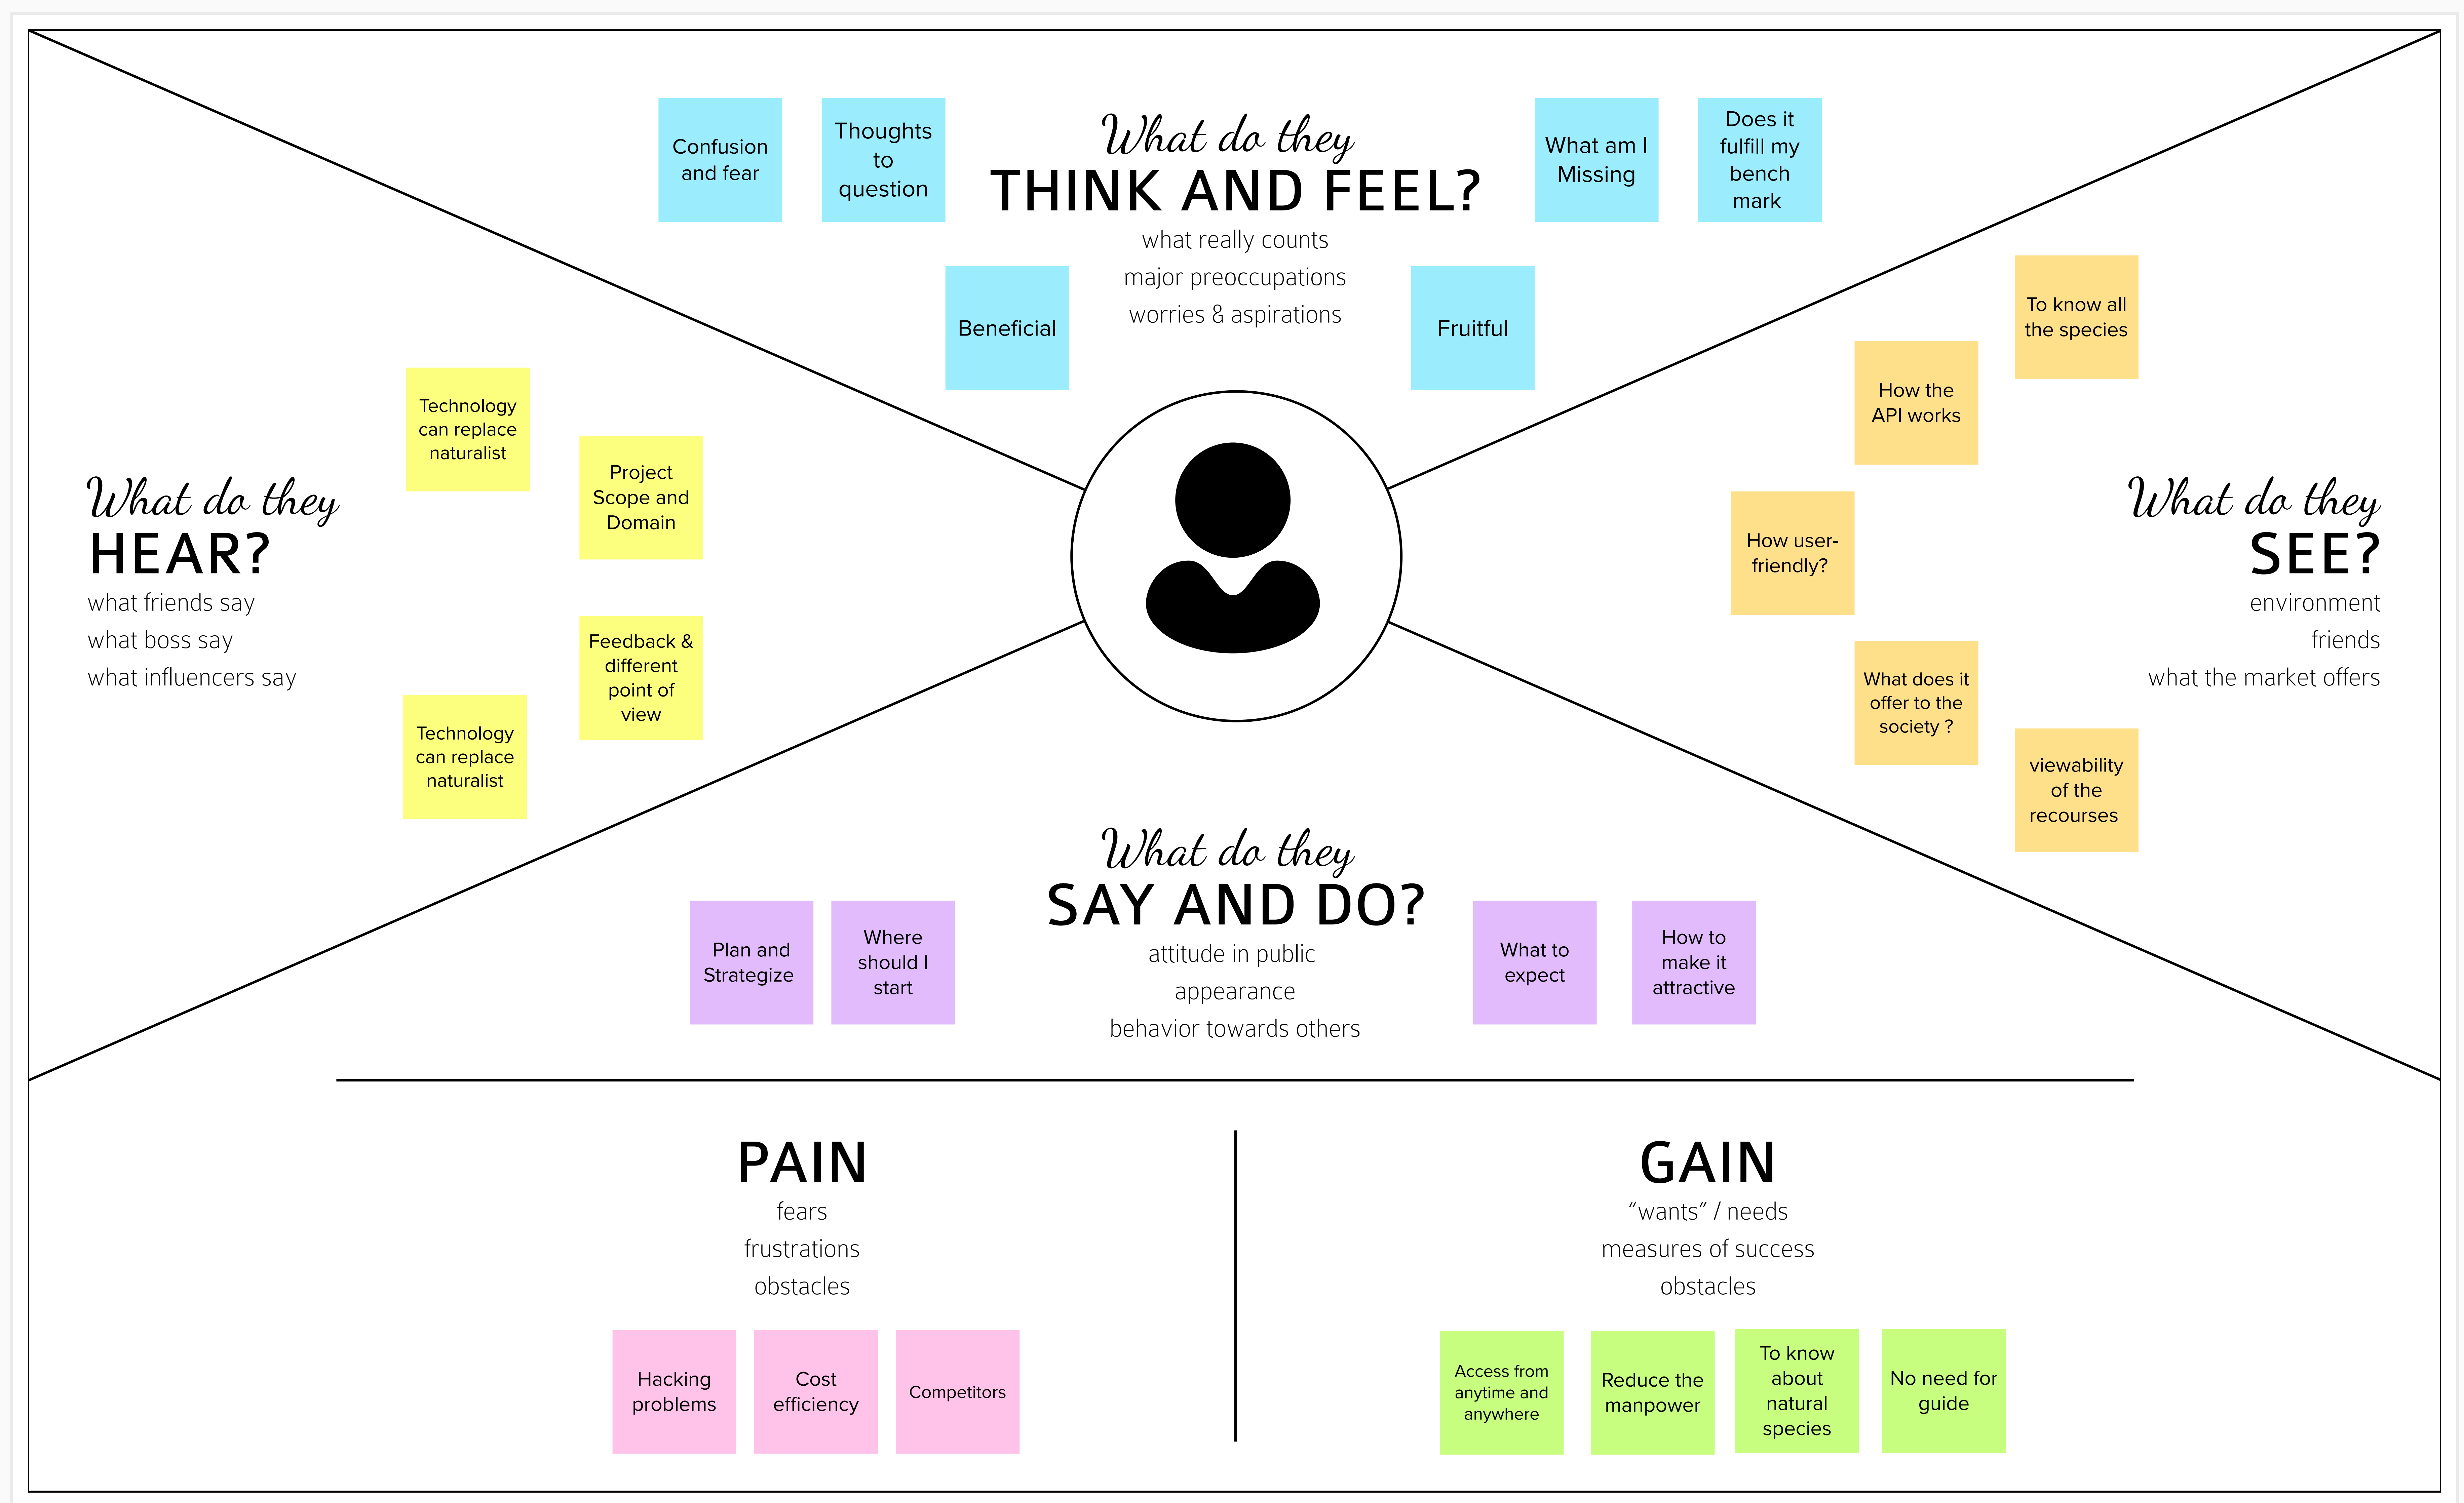 What do they
THINK AND FEEL?
what really counts
major preoccupations
worries & aspirations
Confusion
and fear
Thoughts
to
question
What am I
Missing
Does it
fulfill my
bench
mark
Beneficial
Fruitful
What do they
HEAR?
what friends say
what boss say
what influencers say
Technology
can replace
naturalist
Project
Scope and
Domain
Feedback &
different
point of
view
Technology
can replace
naturalist
What do they
SEE?
environment
friends
what the market offers
To know all
the species
How the
API works
How user-
friendly?
What does it
offer to the
society ?
viewability
of the
recourses
What do they
SAY AND DO?
attitude in public
appearance
behavior towards others
Plan and
Strategize
Where
should I
start
What to
expect
How to
make it
attractive
PAIN
fears
frustrations
obstacles
Hacking
problems
Cost
efficiency
Competitors
GAIN
“wants” / needs
measures of success
obstacles
Access from
anytime and
anywhere
Reduce the
manpower
To know
about
natural
species
No need for
guide